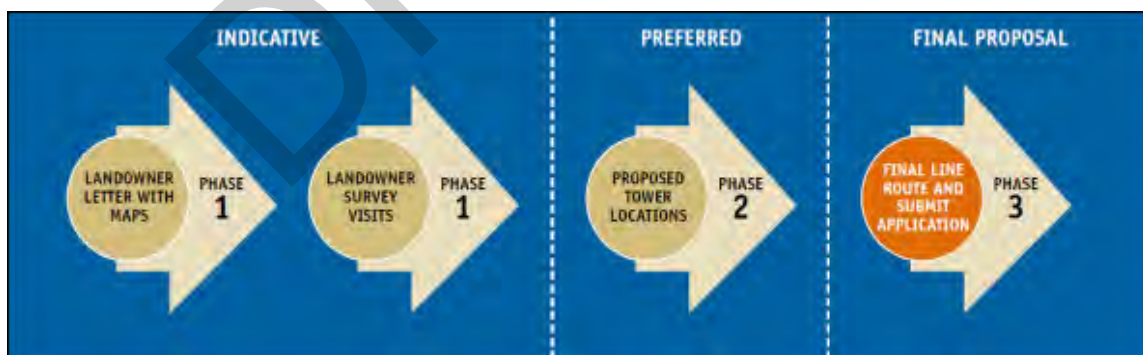 INDICATIVE
PREFERRED
FINAL PROPOSAL
LANDOWNER
LETTER WITH
MAPS
PHASE
1
LANDOWNER
SURVEY
VISITS
PHASE
1
PROPOSED
TOWER
LOCATIONS
PHASE
2
FINAL LINE
ROUTE AND
SUBMIT
APPLICATION
PHASE
3